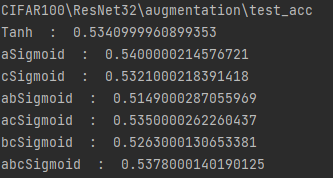 CIFAR100\ResNet32\augmentation\test_acc
Tanh  :  0.5340999960899353
aSigmoid  :  0.5400000214576721
cSigmoid  :  0.5321000218391418
abSigmoid  :  0.5149000287055969
acSigmoid  :  0.5350000262260437
bcSigmoid  :  0.5263000130653381
abcSigmoid  :  0.5378000140190125